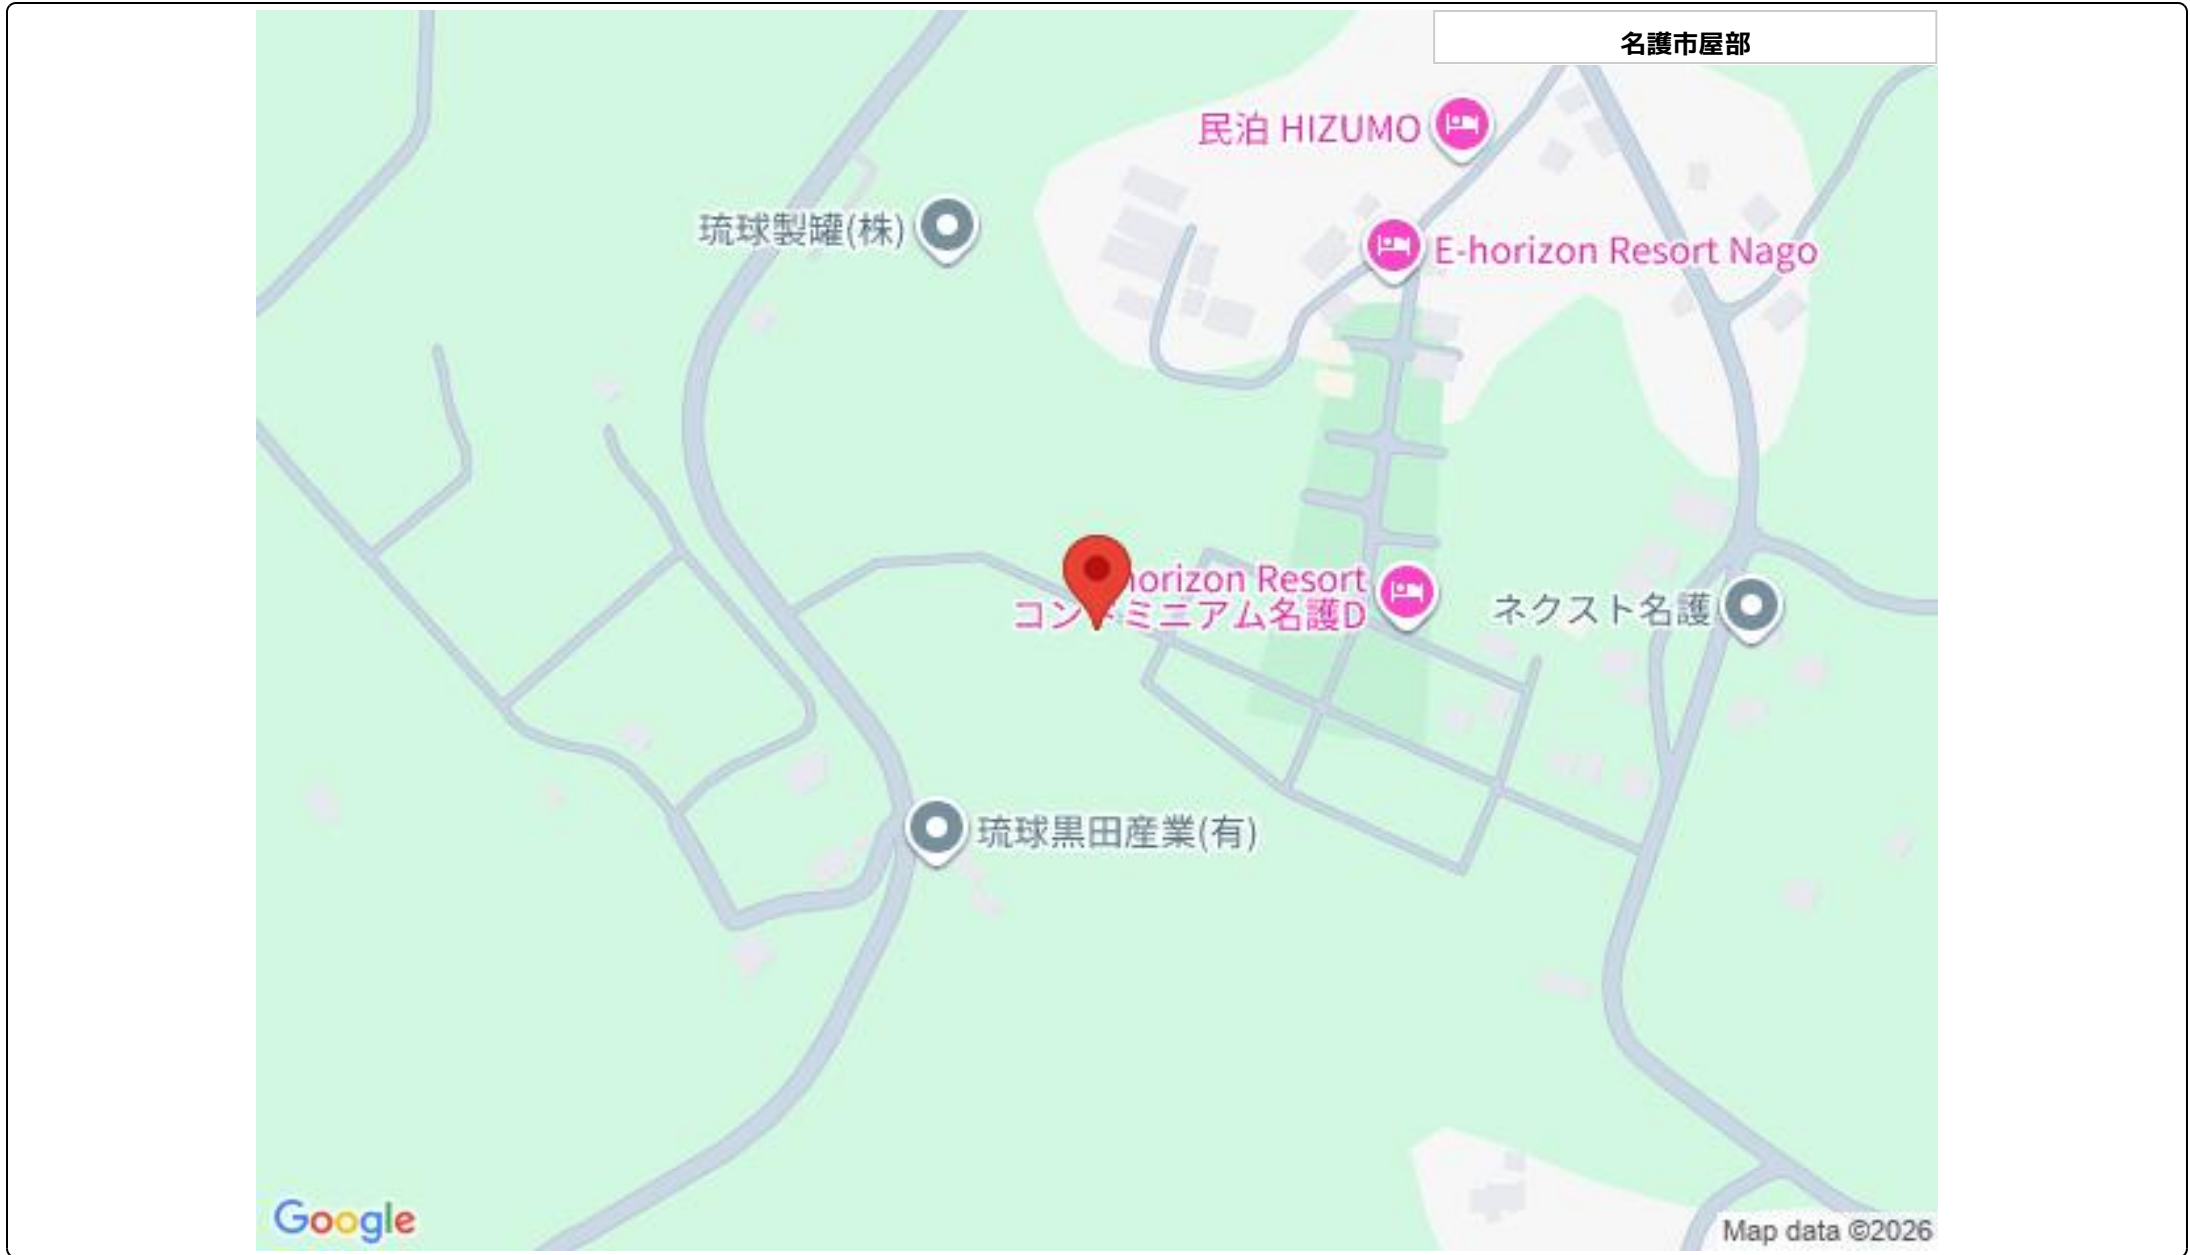 名護市屋部
民泊 HIZUMO
琉球製罐(株)
E-horizon Resort Nago
horizon Resort
コンドミニアム名護D
ネクスト名護
琉球黒田産業(有)
Google
Map data ©2026